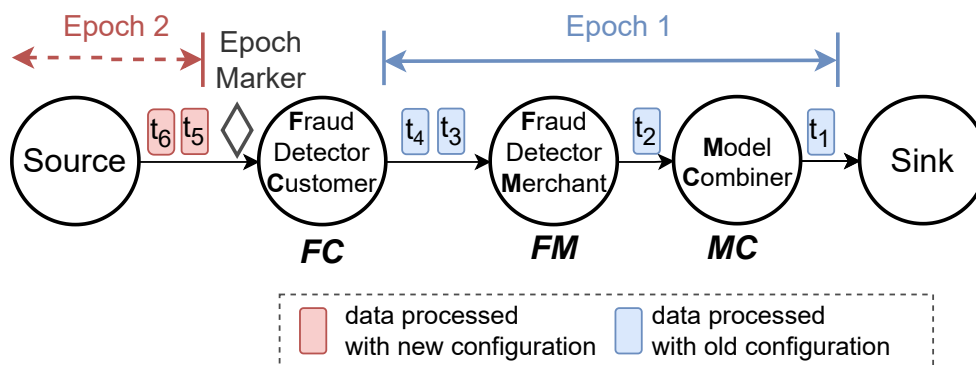 Epoch 2
Epoch
Marker
Epoch 1
Source
t6 t5
Fraud
Detector
Customer
t4 t3
Fraud
Detector
Merchant
t2
Model
Combiner
t1
Sink
FC
FM
MC
data processed
with new configuration
data processed
with old configuration